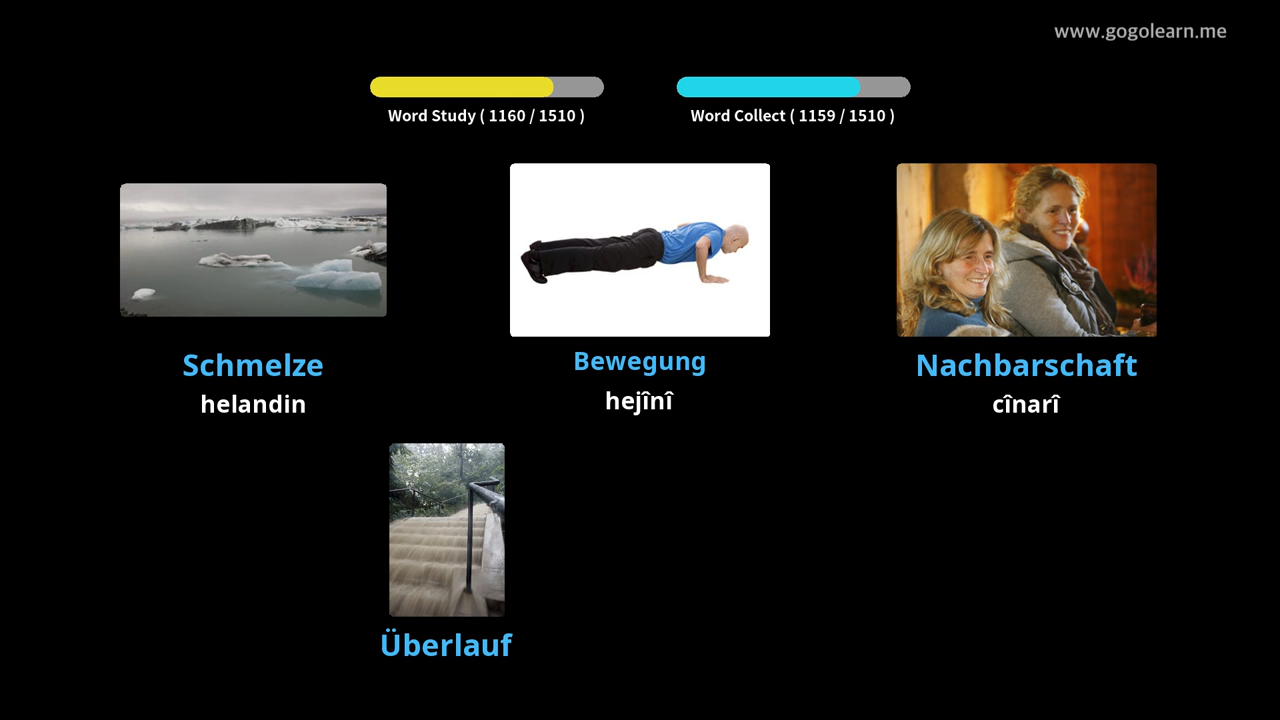 www.gogolearn.me
Word Study ( 1160 / 1510 )
Word Collect ( 1159 / 1510 )
Schmelze
helandin
Bewegung
hejînî
Nachbarschaft
cînarî
Überlauf